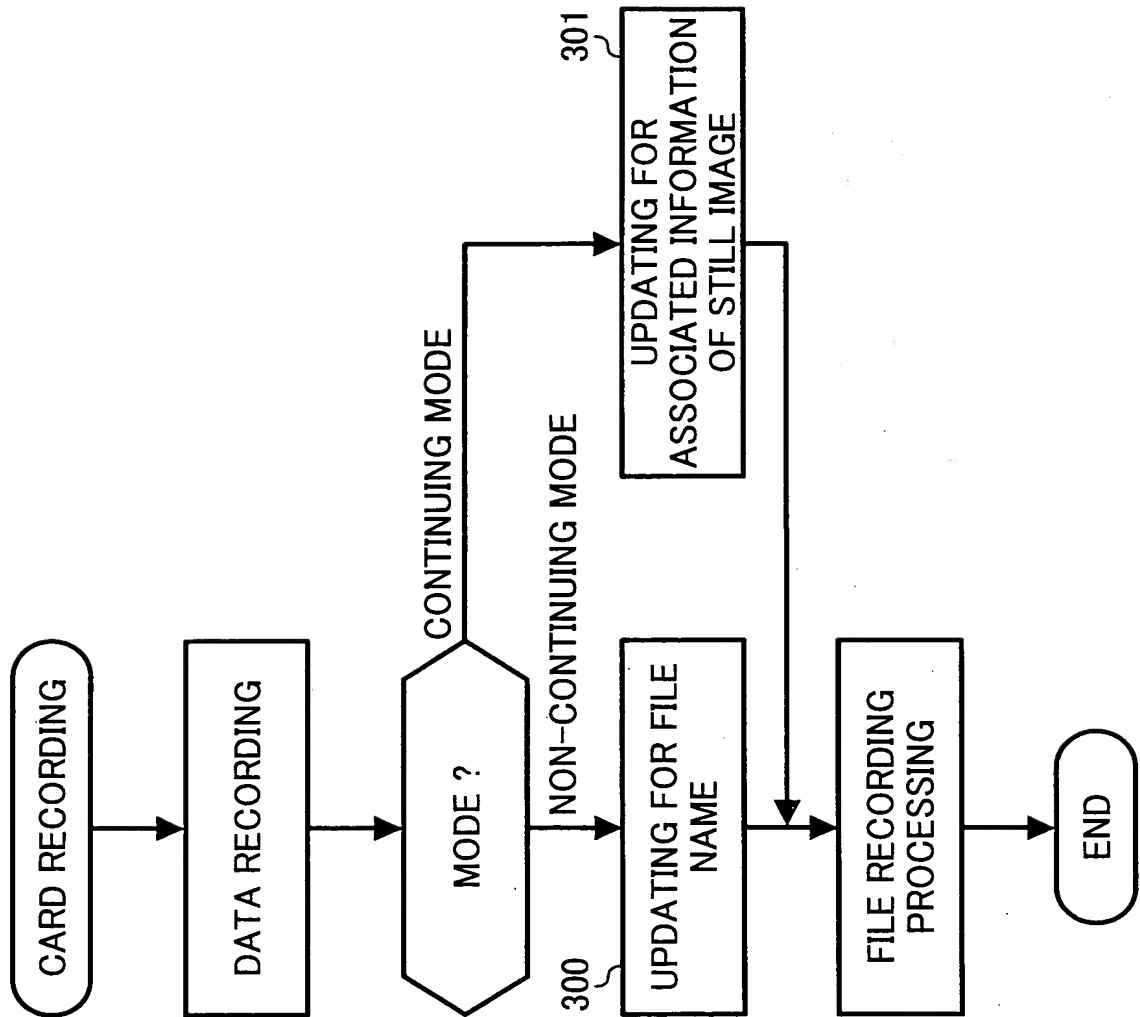 CARD RECORDING
DATA RECORDING
MODE ?
CONTINUING MODE
NON-CONTINUING MODE
300
UPDATING FOR FILE
NAME
301
UPDATING FOR
ASSOCIATED INFORMATION
OF STILL IMAGE
FILE RECORDING
PROCESSING
END